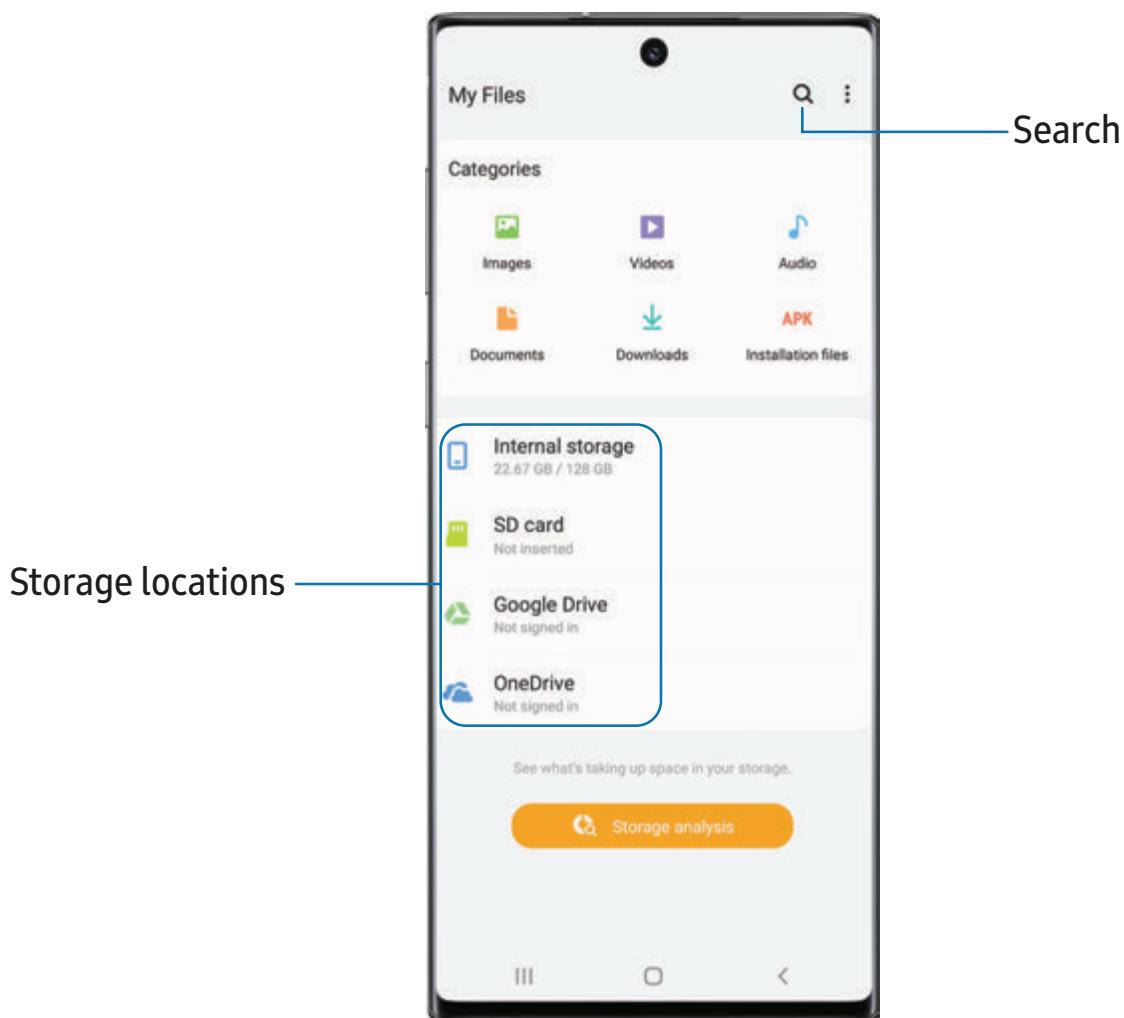 My Files
Search
Categories
Images Videos Audio
APK
Documents Downloads Installation files
Internal storage
22.67 GB / 128 GB
SD card
Not inserted
Storage locations
Google Drive
Not signed in
OneDrive
Not signed in
See what's taking up space in your storage.
Storage analysis